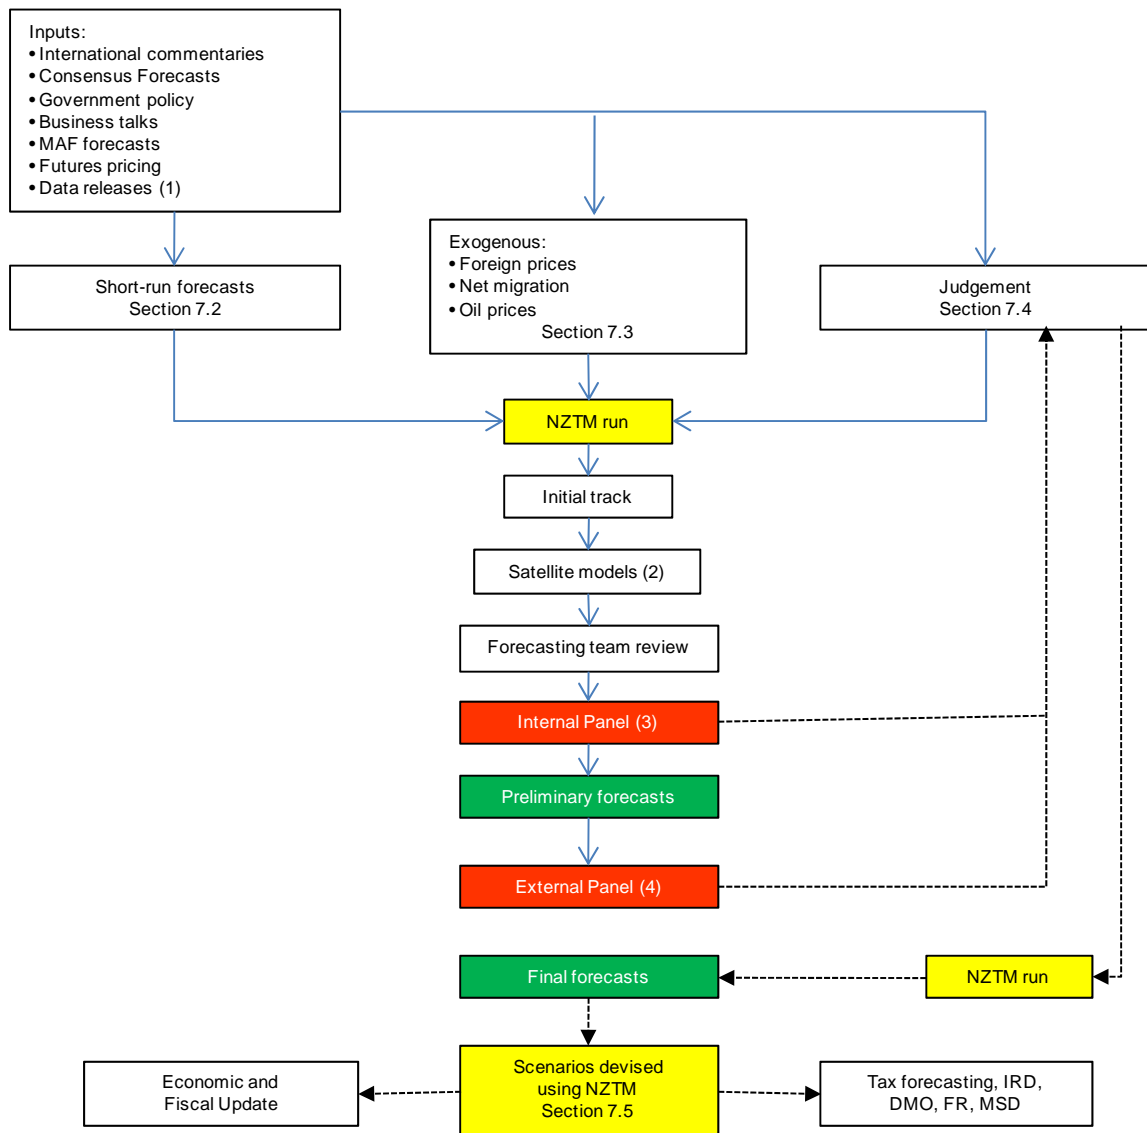 Inputs:
• International commentaries
• Consensus Forecasts
• Government policy
• Business talks
• MAF forecasts
• Futures pricing
• Data releases (1)
Exogenous:
• Foreign prices
• Net migration
• Oil prices
Section 7.3
Short-run forecasts
Section 7.2
Judgement
Section 7.4
NZTM run
Initial track
Satellite models (2)
Forecasting team review
Internal Panel (3)
Preliminary forecasts
External Panel (4)
Final forecasts
NZTM run
Scenarios devised
using NZTM
Section 7.5
Economic and
Fiscal Update
Tax forecasting, IRD,
DMO, FR, MSD